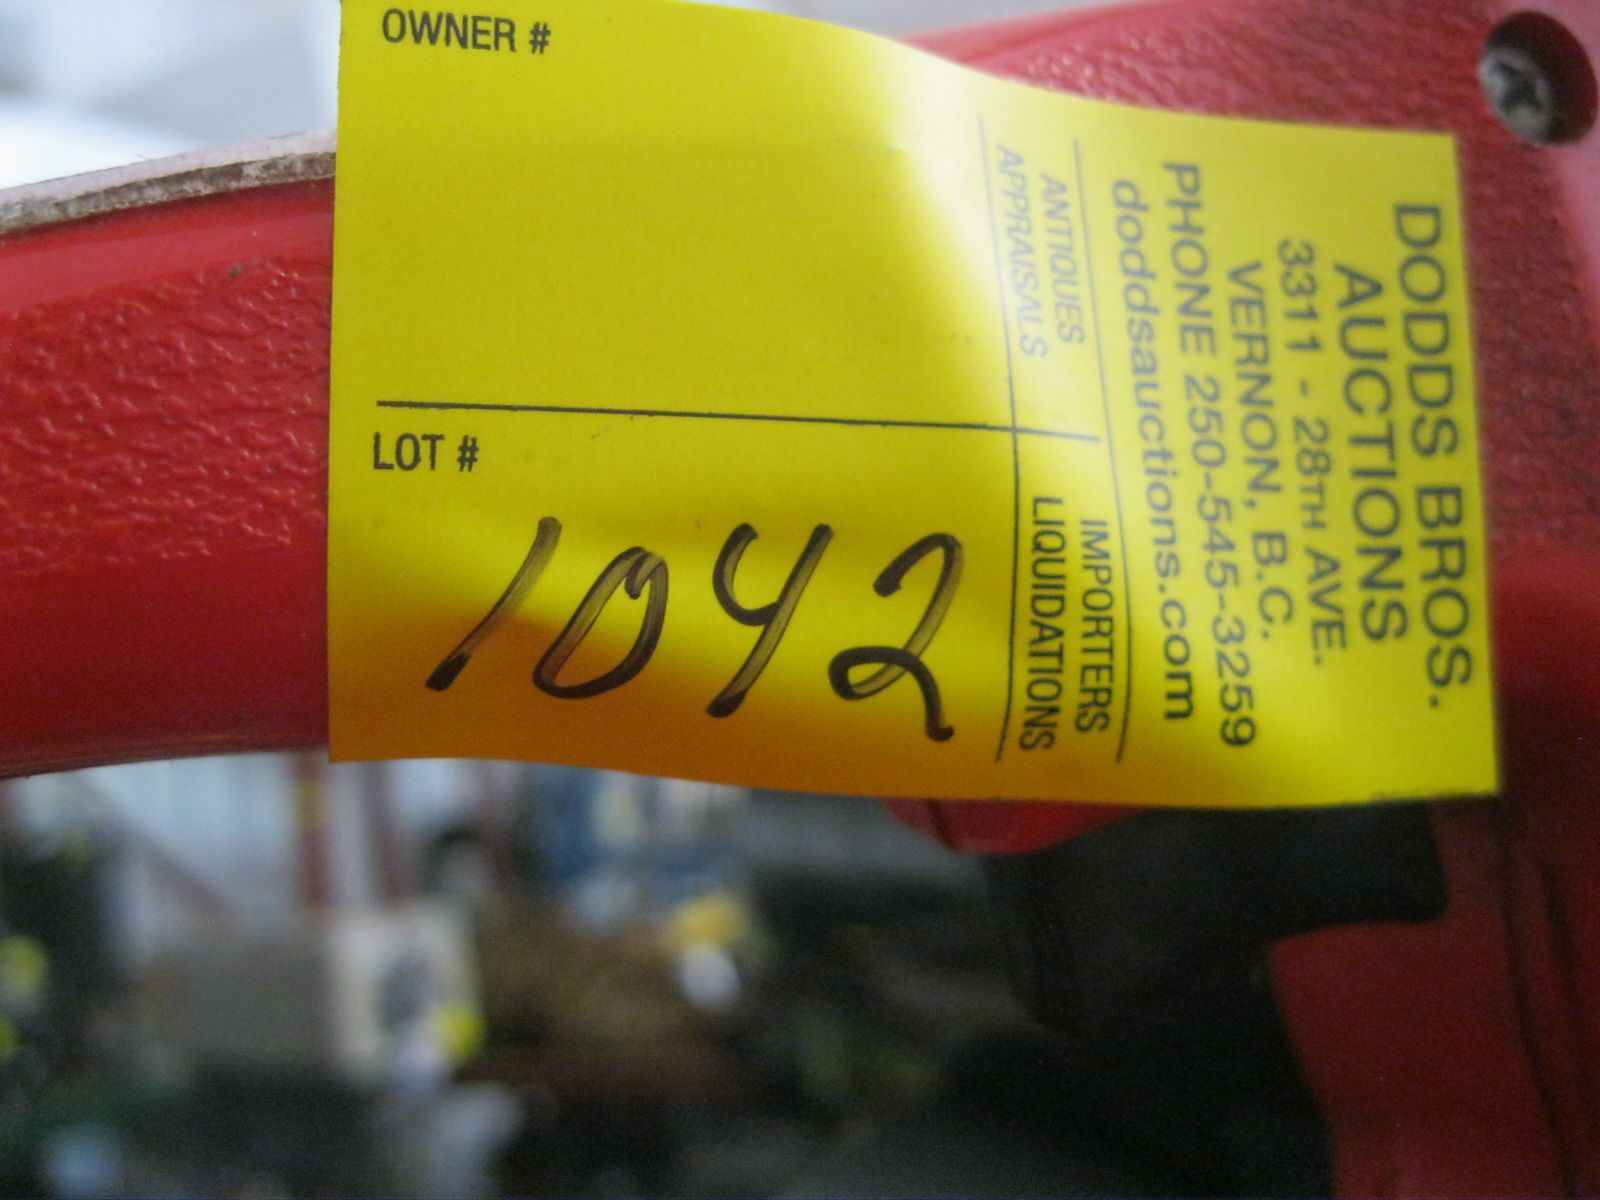 OWNER #
LOT #
1042
DODDS BROS.
AUCTIONS
3311 - 28TH AVE.
VERNON, B.C.
PHONE 250-545-3259
doddsauctions.com
ANTIQUES
APPRAISALS
IMPORTERS
LIQUIDATIONS